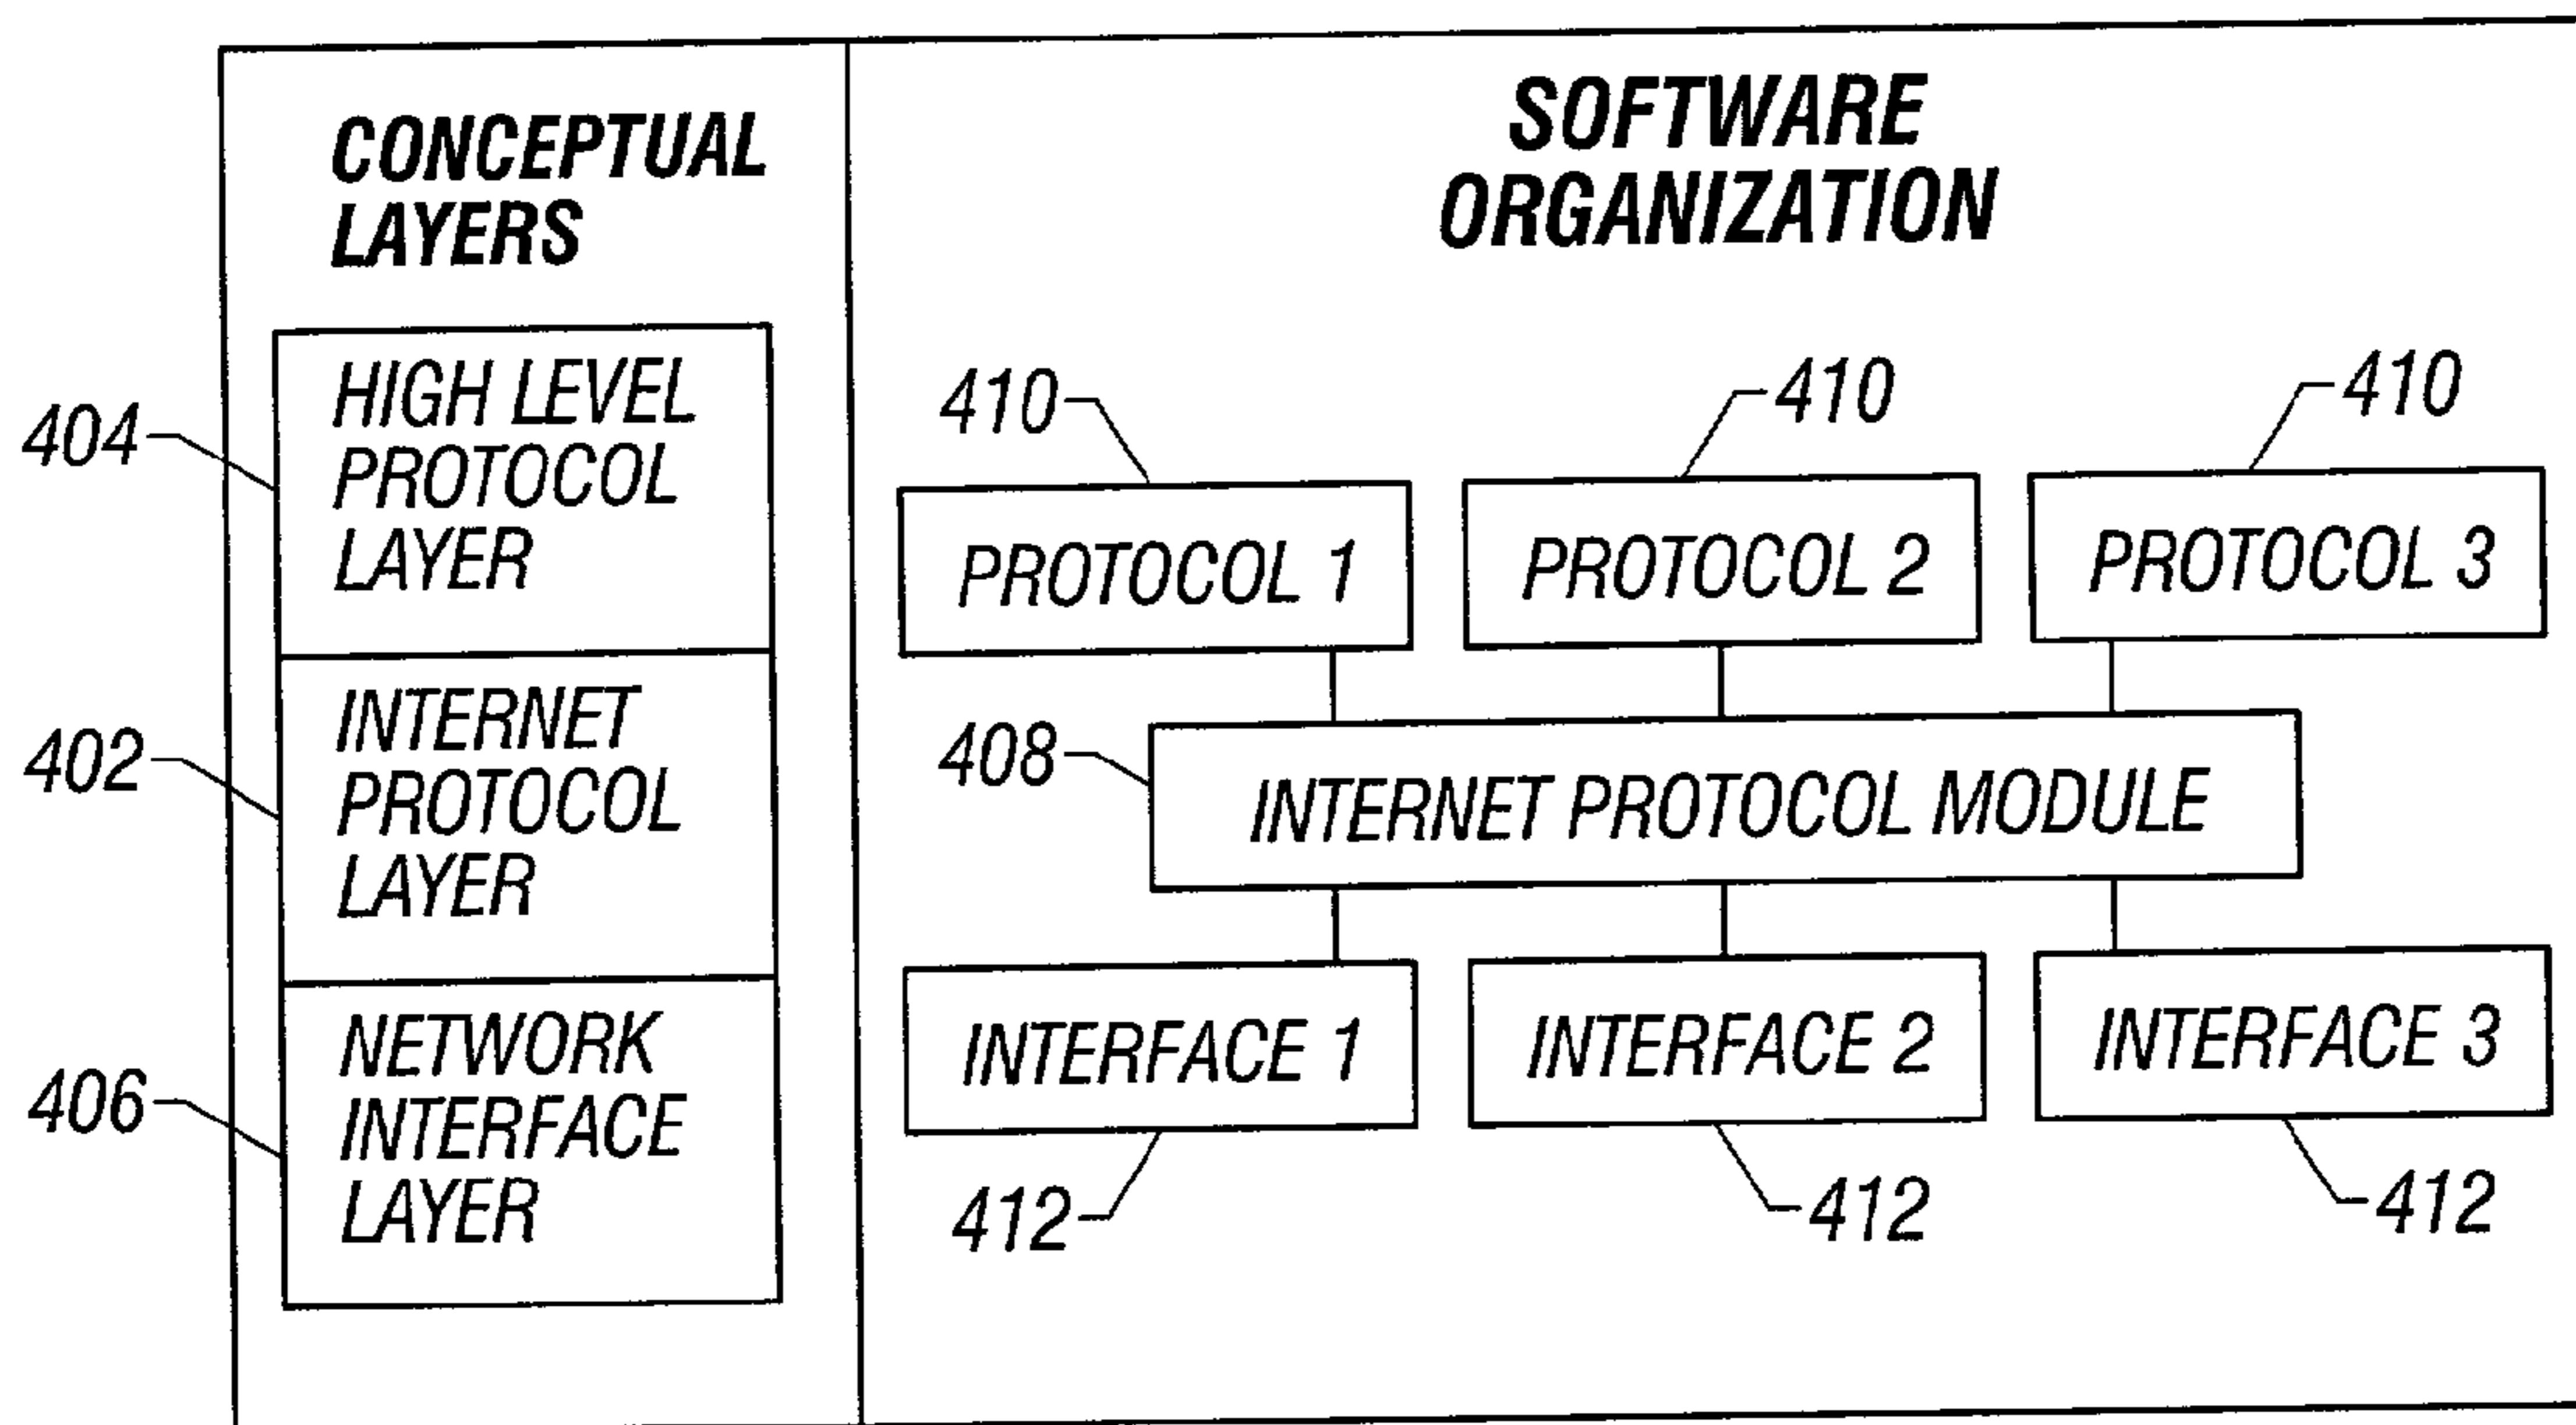 CONCEPTUAL
LAYERS
404
HIGH LEVEL
PROTOCOL
LAYER
402
INTERNET
PROTOCOL
LAYER
406
NETWORK
INTERFACE
LAYER
SOFTWARE
ORGANIZATION
410 410 410
PROTOCOL 1 PROTOCOL 2 PROTOCOL 3
408
INTERNET PROTOCOL MODULE
INTERFACE 1 INTERFACE 2 INTERFACE 3
412 412 412